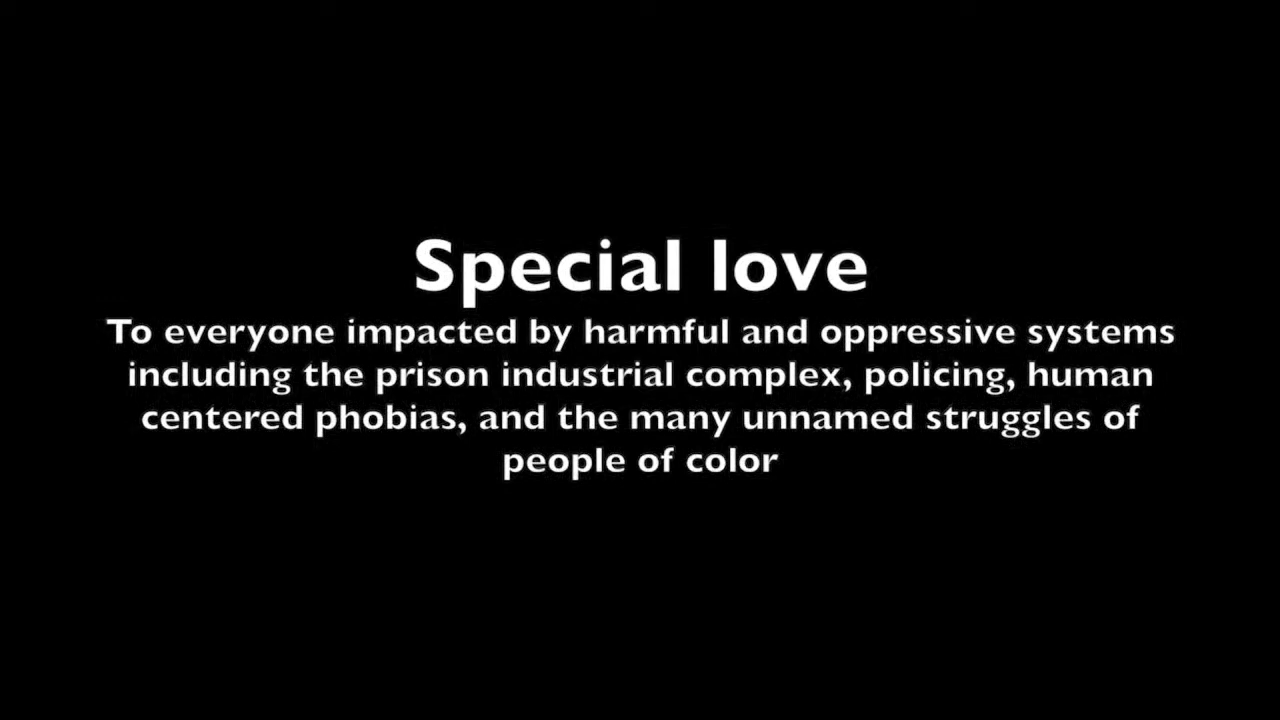 Special love
To everyone impacted by harmful and oppressive systems
including the prison industrial complex, policing, human
centered phobias, and the many unnamed struggles of
people of color